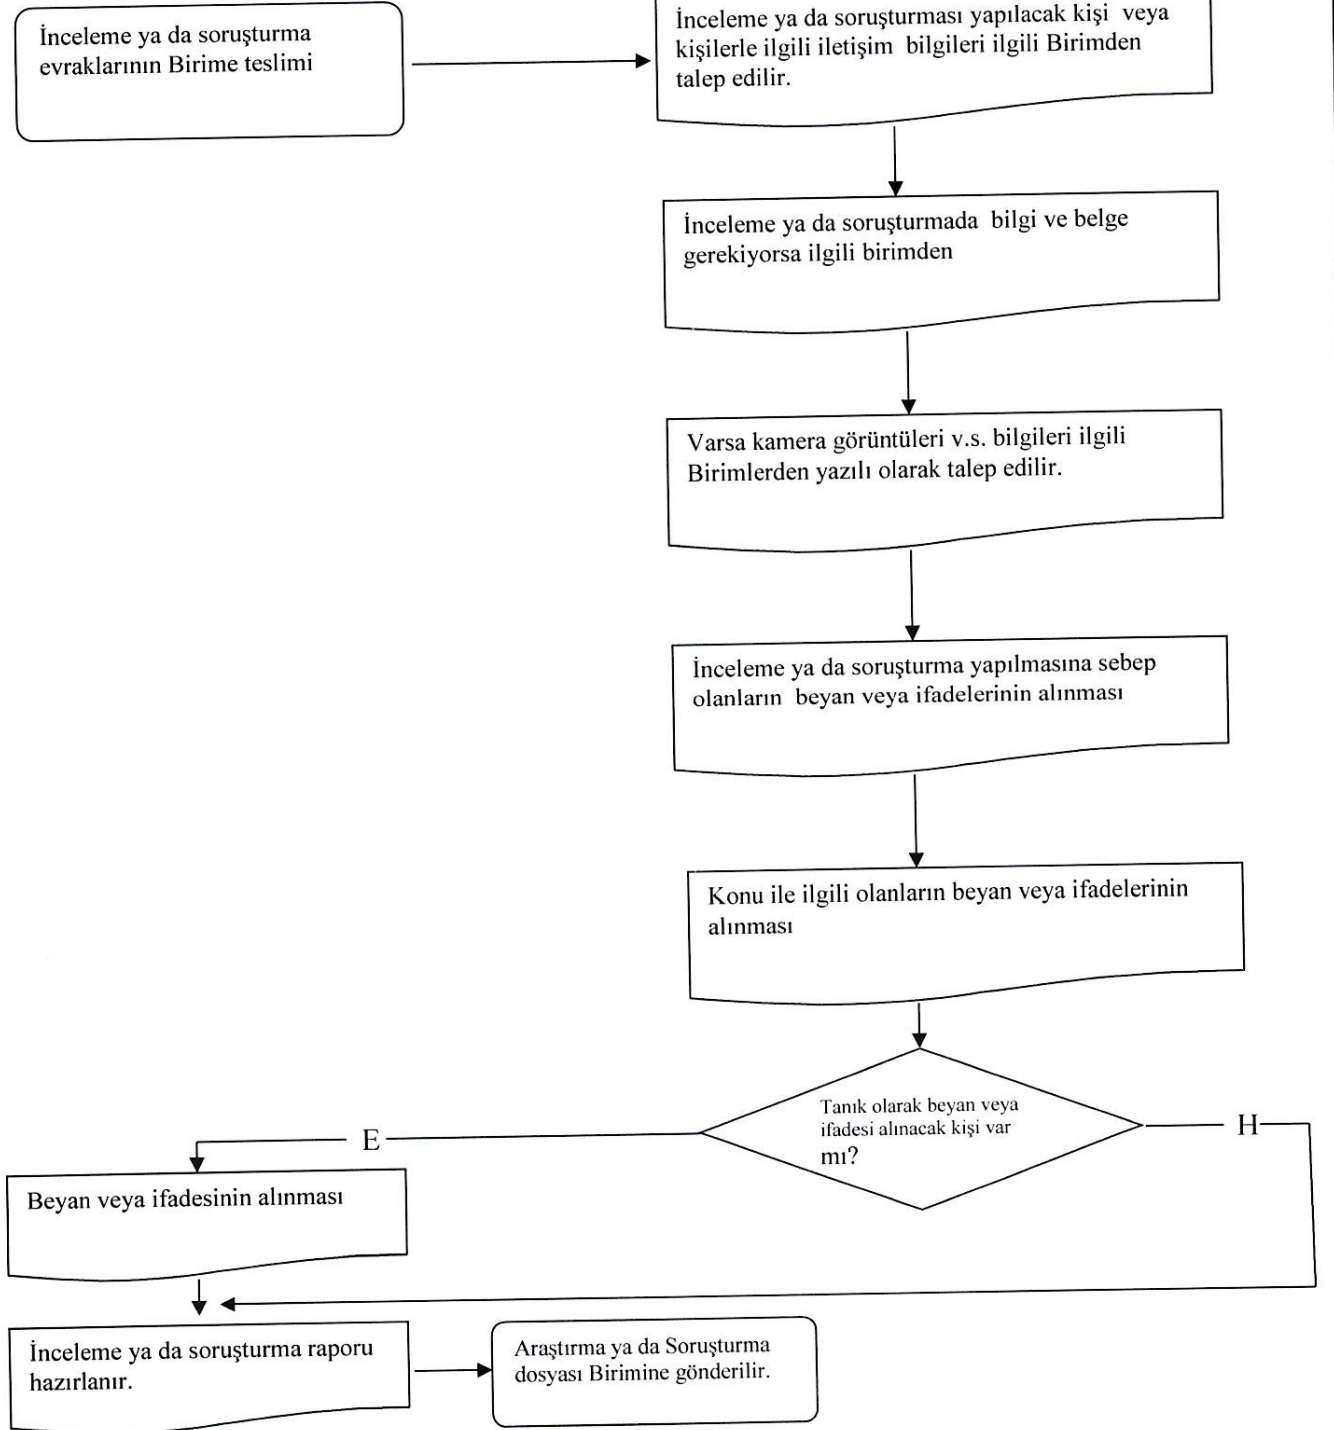 İnceleme ya da soruşturma
evraklarının Birime teslimi
İnceleme ya da soruşturması yapılacak kişi veya
kişilerle ilgili iletişim bilgileri ilgili Birimden
talep edilir.
İnceleme ya da soruşturmada bilgi ve belge
gerekiyorsa ilgili birimden
Varsa kamera görüntüleri v.s. bilgileri ilgili
Birimlerden yazılı olarak talep edilir.
İnceleme ya da soruşturma yapılmasına sebep
olanların beyan veya ifadelerinin alınması
Konu ile ilgili olanların beyan veya ifadelerinin
alınması
Tanık olarak beyan veya
ifadesi alınacak kişi var
mı?
E
H
Beyan veya ifadesinin alınması
İnceleme ya da soruşturma raporu
hazırlanır.
Araştırma ya da Soruşturma
dosyası Birimine gönderilir.